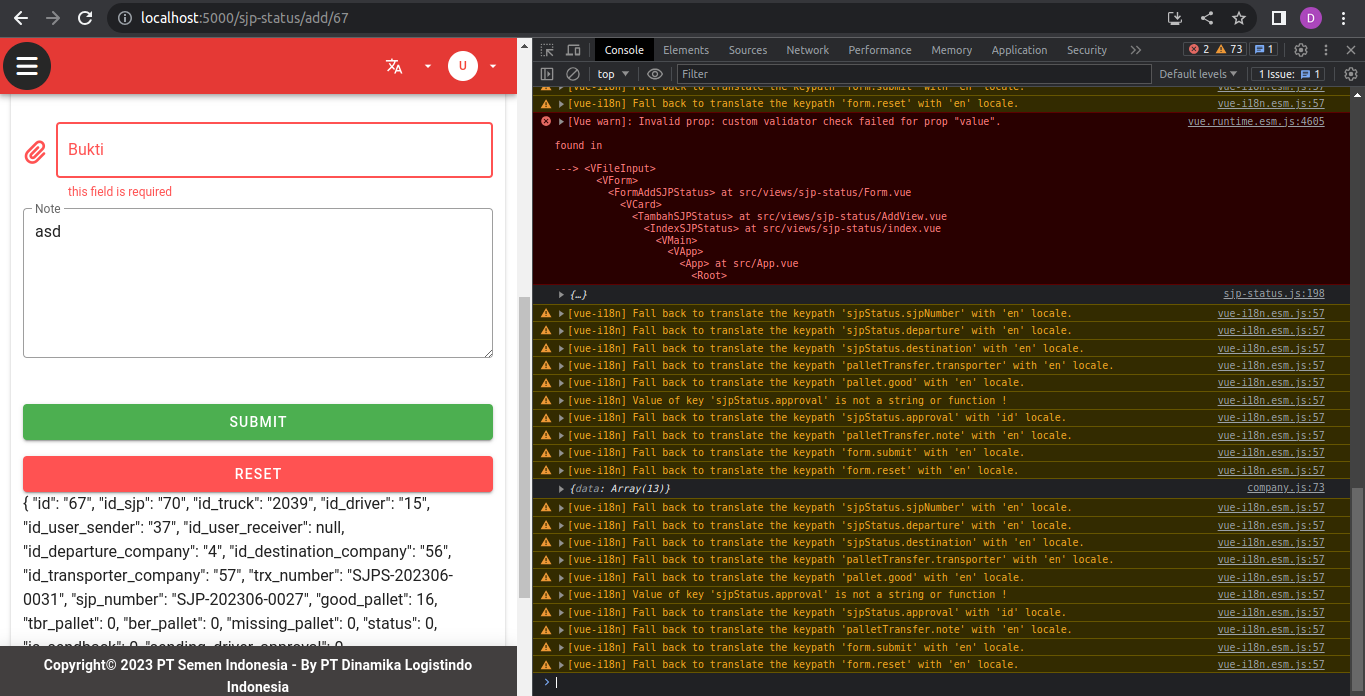 localhost:5000/sjp-status/add/67
D
U
Bukti
this field is required
Note
asd
SUBMIT
RESET
{ "id": "67", "id_sjp": "70", "id_truck": "2039", "id_driver": "15",
"id_user_sender": "37", "id_user_receiver": null,
"id_departure_company": "4", "id_destination_company": "56",
"id_transporter_company": "57", "trx_number": "SJPS-202306-
0031", "sjp_number": "SJP-202306-0027", "good_pallet": 16,
"tbr_pallet": 0, "ber_pallet": 0, "missing_pallet": 0, "status": 0,
"is_sendback": 0, "sending_driver_approval": 0
Copyright© 2023 PT Semen Indonesia - By PT Dinamika Logistindo
Indonesia
Console Elements Sources Network Performance Memory Application Security 2 73 1
top Filter Default levels 1 Issue: 1
[vue-i18n] Fall back to translate the keypath 'form.submit' with 'en' locale. vue-i18n.esm.js:57
[vue-i18n] Fall back to translate the keypath 'form.reset' with 'en' locale. vue-i18n.esm.js:57
[Vue warn]: Invalid prop: custom validator check failed for prop "value". vue.runtime.esm.js:4605
found in
---> <VFileInput>
<VForm>
<FormAddSJPStatus> at src/views/sjp-status/Form.vue
<VCard>
<TambahSJPStatus> at src/views/sjp-status/AddView.vue
<IndexSJPStatus> at src/views/sjp-status/index.vue
<VMain>
<VApp>
<App> at src/App.vue
<Root>
{…} sjp-status.js:198
[vue-i18n] Fall back to translate the keypath 'sjpStatus.sjpNumber' with 'en' locale. vue-i18n.esm.js:57
[vue-i18n] Fall back to translate the keypath 'sjpStatus.departure' with 'en' locale. vue-i18n.esm.js:57
[vue-i18n] Fall back to translate the keypath 'sjpStatus.destination' with 'en' locale. vue-i18n.esm.js:57
[vue-i18n] Fall back to translate the keypath 'palletTransfer.transporter' with 'en' locale. vue-i18n.esm.js:57
[vue-i18n] Fall back to translate the keypath 'pallet.good' with 'en' locale. vue-i18n.esm.js:57
[vue-i18n] Value of key 'sjpStatus.approval' is not a string or function ! vue-i18n.esm.js:57
[vue-i18n] Fall back to translate the keypath 'sjpStatus.approval' with 'id' locale. vue-i18n.esm.js:57
[vue-i18n] Fall back to translate the keypath 'palletTransfer.note' with 'en' locale. vue-i18n.esm.js:57
[vue-i18n] Fall back to translate the keypath 'form.submit' with 'en' locale. vue-i18n.esm.js:57
[vue-i18n] Fall back to translate the keypath 'form.reset' with 'en' locale. vue-i18n.esm.js:57
{data: Array(13)} company.js:73
[vue-i18n] Fall back to translate the keypath 'sjpStatus.sjpNumber' with 'en' locale. vue-i18n.esm.js:57
[vue-i18n] Fall back to translate the keypath 'sjpStatus.departure' with 'en' locale. vue-i18n.esm.js:57
[vue-i18n] Fall back to translate the keypath 'sjpStatus.destination' with 'en' locale. vue-i18n.esm.js:57
[vue-i18n] Fall back to translate the keypath 'palletTransfer.transporter' with 'en' locale. vue-i18n.esm.js:57
[vue-i18n] Fall back to translate the keypath 'pallet.good' with 'en' locale. vue-i18n.esm.js:57
[vue-i18n] Value of key 'sjpStatus.approval' is not a string or function ! vue-i18n.esm.js:57
[vue-i18n] Fall back to translate the keypath 'sjpStatus.approval' with 'id' locale. vue-i18n.esm.js:57
[vue-i18n] Fall back to translate the keypath 'palletTransfer.note' with 'en' locale. vue-i18n.esm.js:57
[vue-i18n] Fall back to translate the keypath 'form.submit' with 'en' locale. vue-i18n.esm.js:57
[vue-i18n] Fall back to translate the keypath 'form.reset' with 'en' locale. vue-i18n.esm.js:57